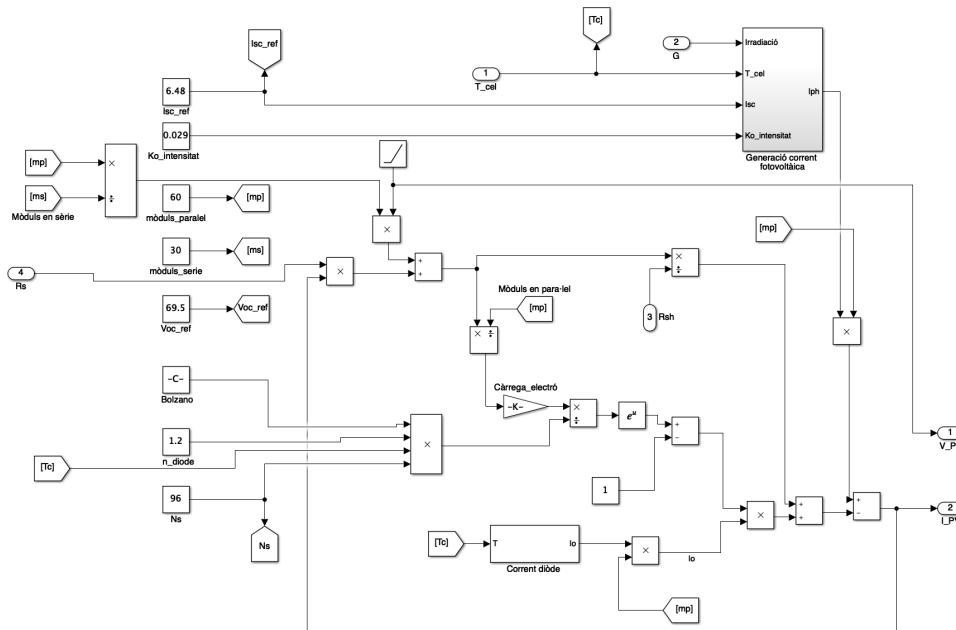 [Tc]
Isc_ref
2
G
Irradiació
1
T_cel
T_cel
Iph
6.48
Isc_ref
Isc
0.029
Ko_intensitat
Ko_intensitat
Generació corrent
fotovoltàica
[mp]
×
[ms]
÷
Mòduls en sèrie
60
[mp]
mòduls_paralel
×
[mp]
30
[ms]
mòduls_serie
4
Rs
×
+
+
×
÷
Mòduls en para·lel
[mp]
3
Rsh
69.5
Voc_ref
Voc_ref
× ÷
×
-C-
Bolzano
Càrrega_electró
-K-
×
÷
e^u
+
-
1.2
n_diode
×
1
V_P
[Tc]
96
Ns
1
Ns
×
+
+
+
-
2
I_PV
[Tc]
T
Io
Corrent diòde
×
Io
[mp]